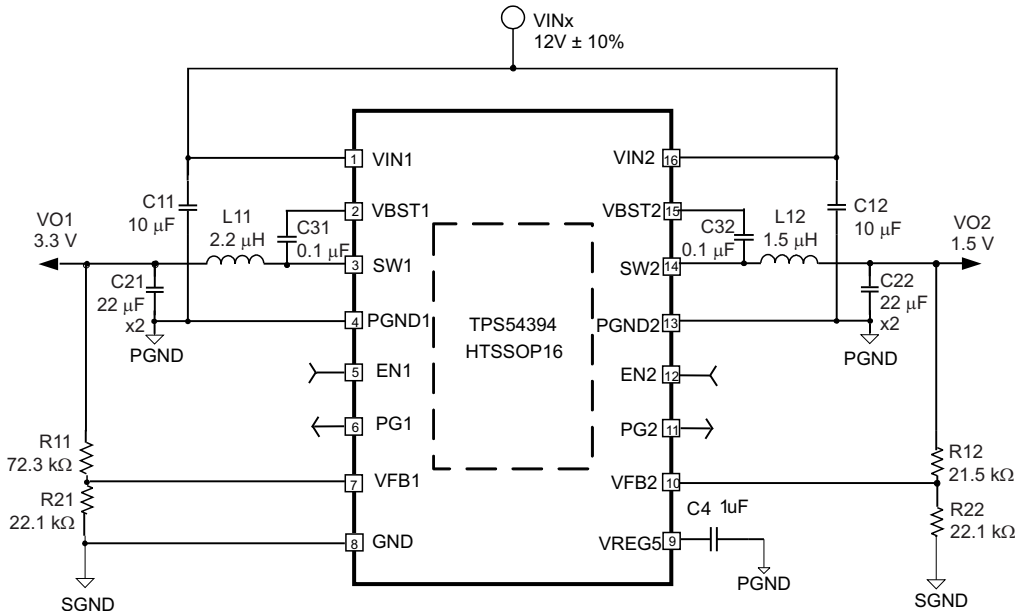 VINx
12V ± 10%
1 VIN1
VIN2 16
C11
10 μF
2 VBST1
VBST2 15
C12
10 μF
VO1
3.3 V
L11
2.2 μH
C31
0.1 μF
C32
0.1 μF
L12
1.5 μH
VO2
1.5 V
3 SW1
SW2 14
C21
22 μF
x2
C22
22 μF
x2
4 PGND1
PGND2 13
PGND
PGND
TPS54394
HTSSOP16
5 EN1
EN2 12
6 PG1
PG2 11
R11
72.3 kΩ
R12
21.5 kΩ
7 VFB1
VFB2 10
R21
22.1 kΩ
R22
22.1 kΩ
C4 1uF
8 GND
VREG5 9
PGND
SGND
SGND